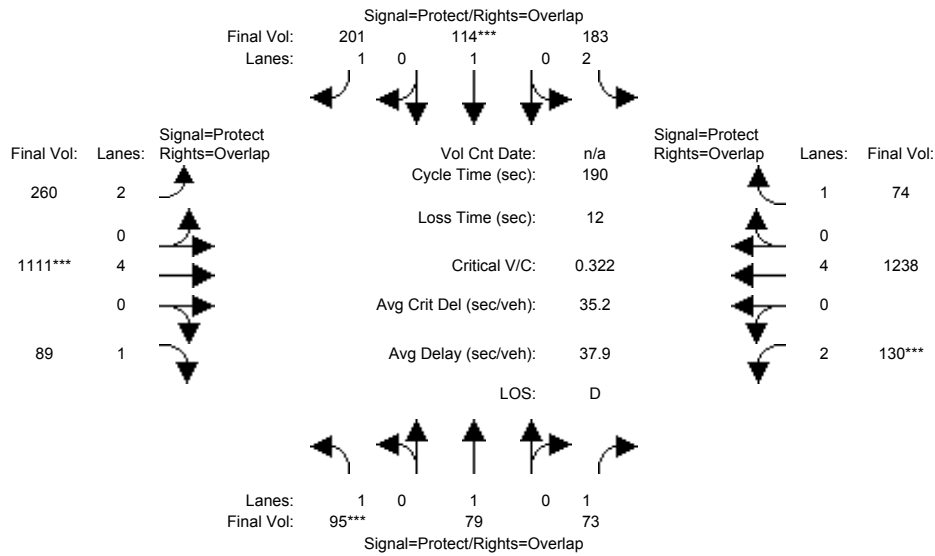 Signal=Protect/Rights=Overlap
Final Vol: 201 114*** 183
Lanes: 1 0 1 0 2
Signal=Protect Signal=Protect
Final Vol: Lanes: Rights=Overlap Vol Cnt Date: n/a Rights=Overlap Lanes: Final Vol:
Cycle Time (sec): 190
260 2 1 74
Loss Time (sec): 12
0 0
1111*** 4 Critical V/C: 0.322 4 1238
0 Avg Crit Del (sec/veh): 35.2 0
89 1 Avg Delay (sec/veh): 37.9 2 130***
LOS: D
Lanes: 1 0 1 0 1
Final Vol: 95*** 79 73
Signal=Protect/Rights=Overlap